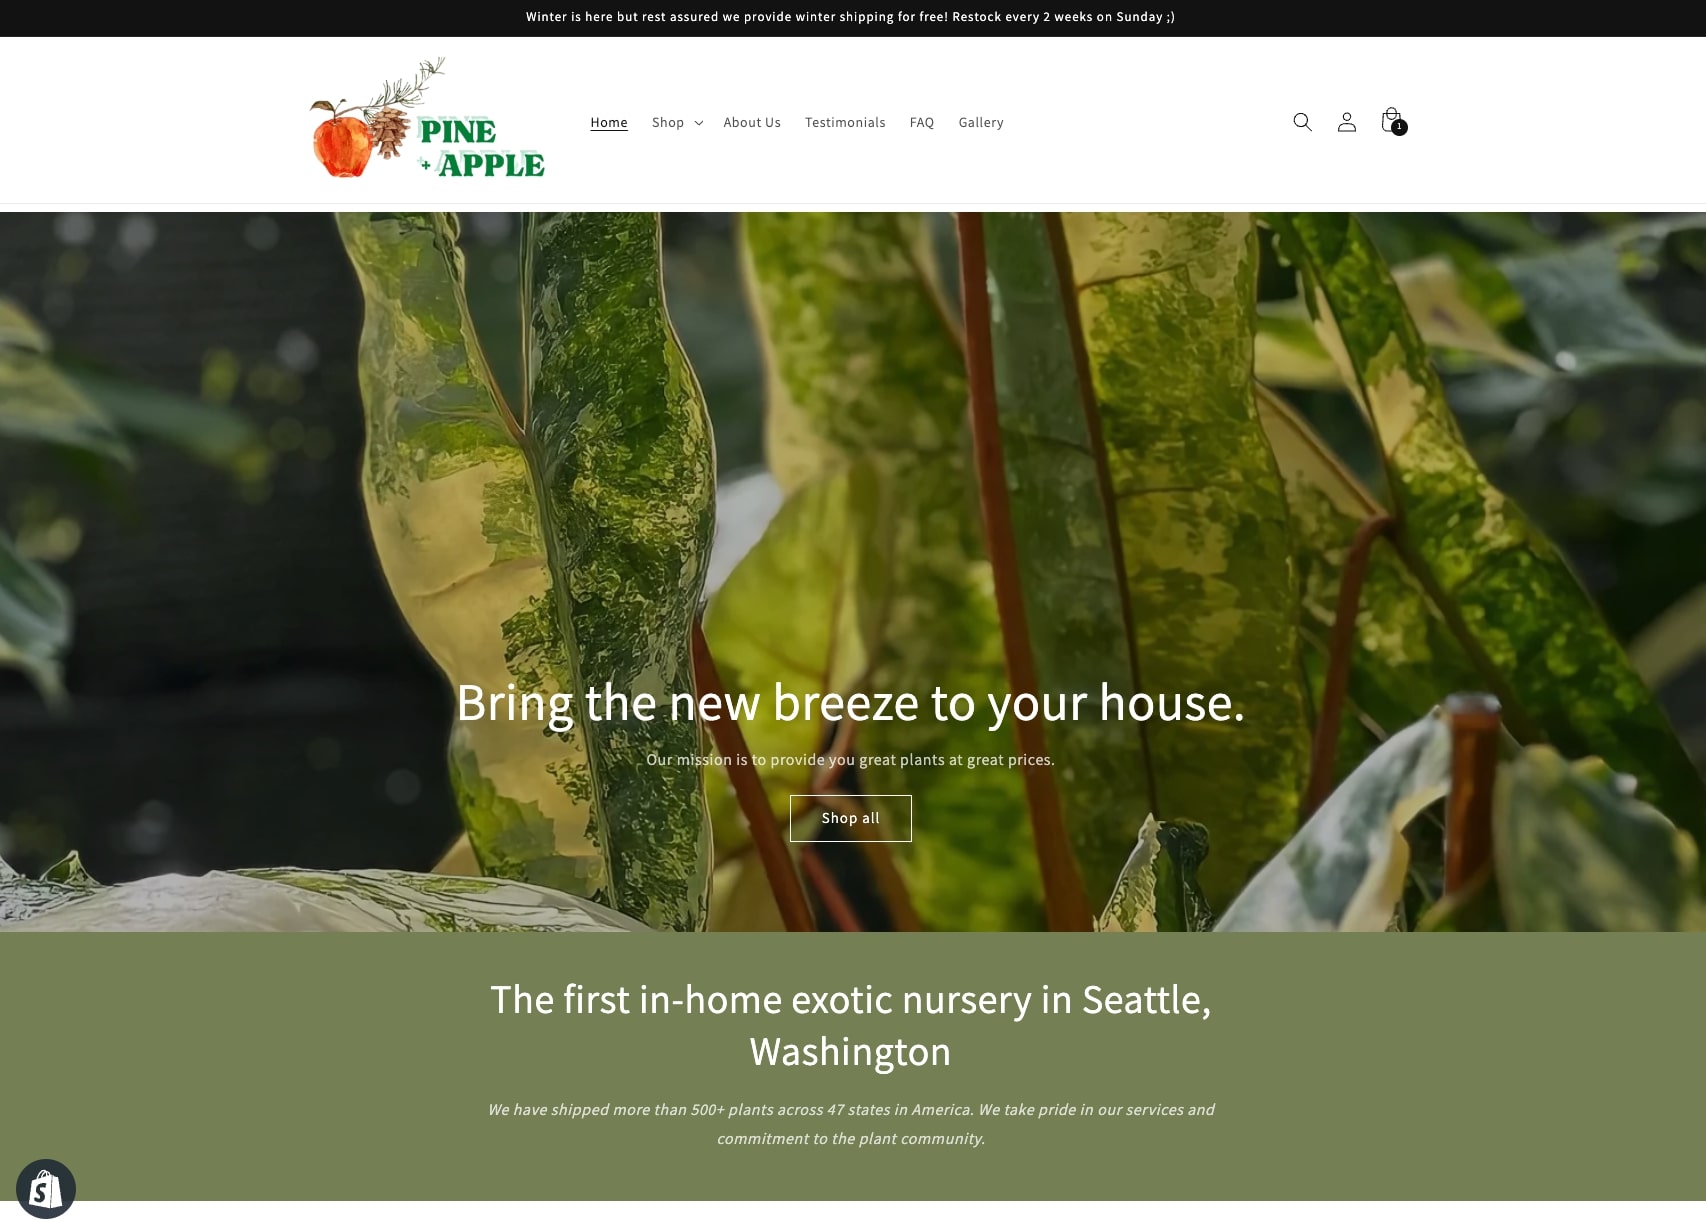 Winter is here but rest assured we provide winter shipping for free! Restock every 2 weeks on Sunday ;)
PINE
+ APPLE
Home Shop About Us Testimonials FAQ Gallery
1
Bring the new breeze to your house.
Our mission is to provide you great plants at great prices.
Shop all
The first in-home exotic nursery in Seattle,
Washington
We have shipped more than 500+ plants across 47 states in America. We take pride in our services and
commitment to the plant community.
S